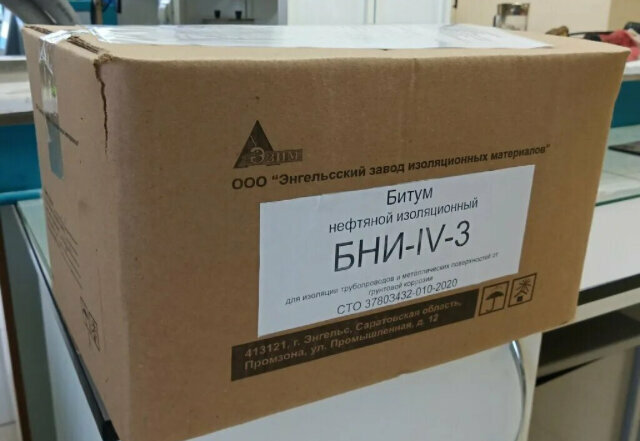 ЭЗИМ
ООО "Энгельсский завод изоляционных материалов"
Битум
нефтяной изоляционный
БНИ-IV-3
для изоляции трубопроводов и металлических поверхностей от
грунтовой коррозии
СТО 37803432-010-2020
413121, г. Энгельс, Саратовская область,
Промзона, ул. Промышленная, д. 12